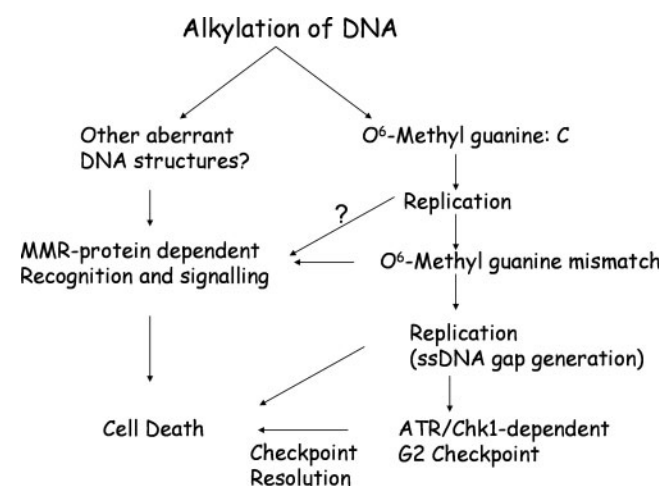 Alkylation of DNA
Other aberrant
DNA structures?
O⁶-Methyl guanine: C
?
Replication
MMR-protein dependent
Recognition and signalling
O⁶-Methyl guanine mismatch
Replication
(ssDNA gap generation)
Cell Death
ATR/Chk1-dependent
G2 Checkpoint
Checkpoint
Resolution